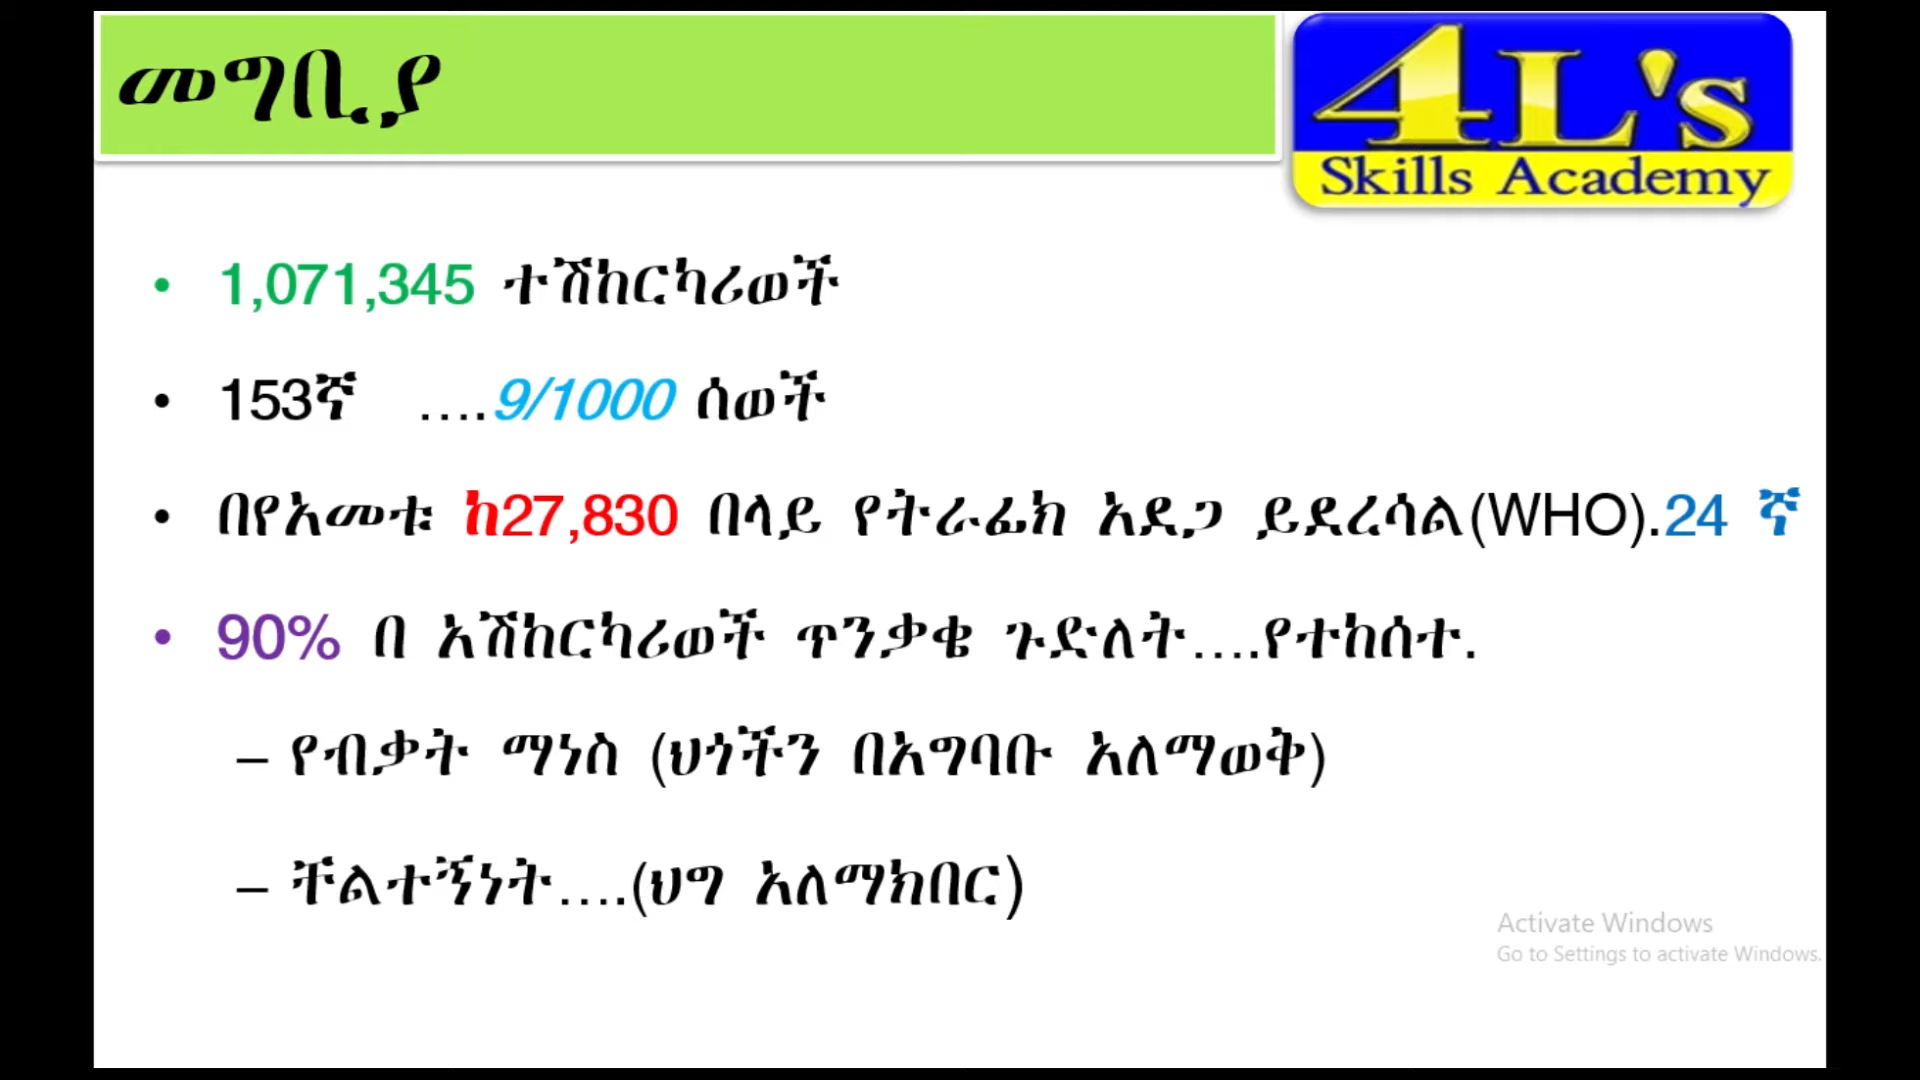 መግቢያ
4L's
Skills Academy
• 1,071,345 ተሽከርካሪወች
• 153ኛ ....9/1000 ሰወች
• በየአመቱ ከ27,830 በላይ የትራፊክ አደጋ ይደረሳል(WHO).24 ኛ
• 90% በ አሽከርካሪወች ጥንቃቄ ጉድለት....የተከሰተ.
– የብቃት ማነስ (ህጎችን በአግባቡ አለማወቅ)
– ቸልተኝነት....(ህግ አለማክበር)
Activate Windows
Go to Settings to activate Windows.